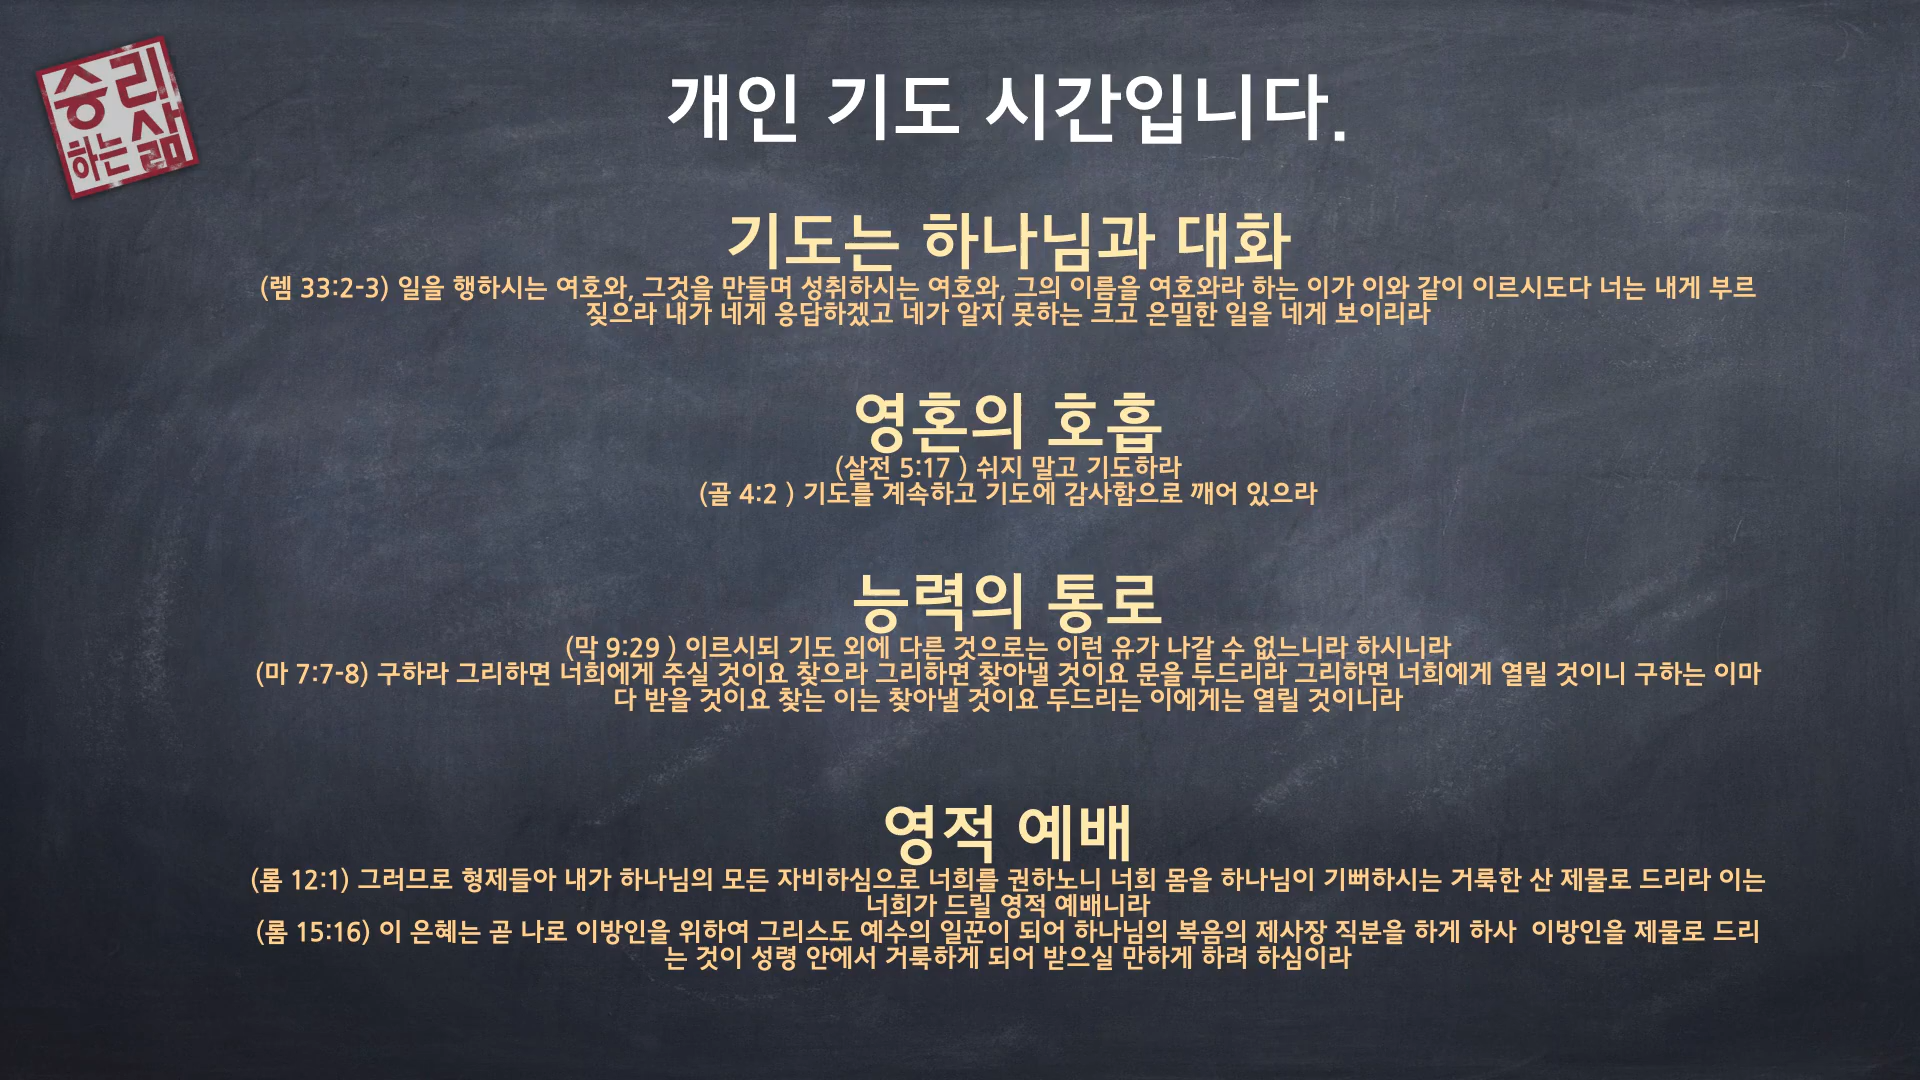 승리
하는 삶
개인 기도 시간입니다.
기도는 하나님과 대화
(렘 33:2-3) 일을 행하시는 여호와, 그것을 만들며 성취하시는 여호와, 그의 이름을 여호와라 하는 이가 이와 같이 이르시도다 너는 내게 부르
짖으라 내가 네게 응답하겠고 네가 알지 못하는 크고 은밀한 일을 네게 보이리라
영혼의 호흡
(살전 5:17 ) 쉬지 말고 기도하라
(골 4:2 ) 기도를 계속하고 기도에 감사함으로 깨어 있으라
능력의 통로
(막 9:29 ) 이르시되 기도 외에 다른 것으로는 이런 유가 나갈 수 없느니라 하시니라
(마 7:7-8) 구하라 그리하면 너희에게 주실 것이요 찾으라 그리하면 찾아낼 것이요 문을 두드리라 그리하면 너희에게 열릴 것이니 구하는 이마
다 받을 것이요 찾는 이는 찾아낼 것이요 두드리는 이에게는 열릴 것이니라
영적 예배
(롬 12:1) 그러므로 형제들아 내가 하나님의 모든 자비하심으로 너희를 권하노니 너희 몸을 하나님이 기뻐하시는 거룩한 산 제물로 드리라 이는
너희가 드릴 영적 예배니라
(롬 15:16) 이 은혜는 곧 나로 이방인을 위하여 그리스도 예수의 일꾼이 되어 하나님의 복음의 제사장 직분을 하게 하사  이방인을 제물로 드리
는 것이 성령 안에서 거룩하게 되어 받으실 만하게 하려 하심이라